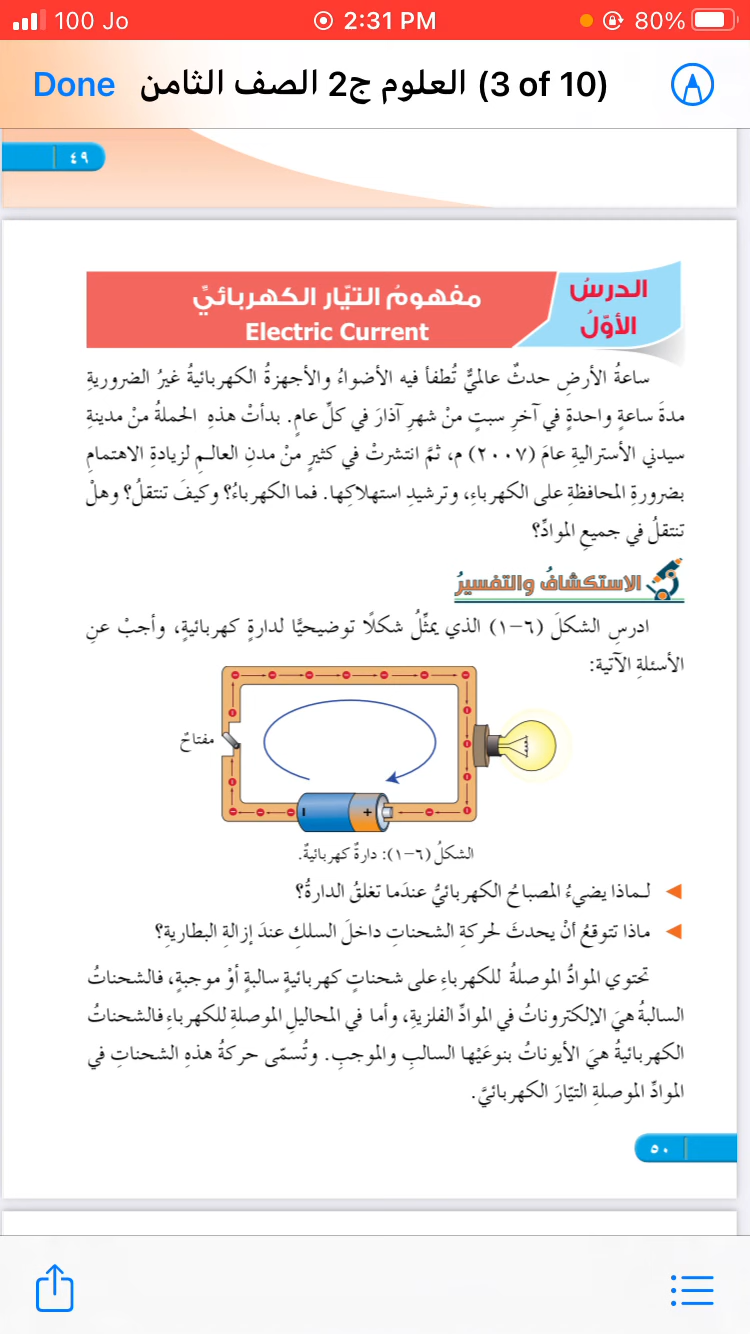 100 Jo
2:31 PM
80%
Done
العلوم ج2 الصف الثامن (3 of 10)
٤٩
الدرسُ
الأوّلُ
مفهومُ التيّار الكهربائيِّ
Electric Current
ساعةُ الأرضِ حدثٌ عالميٌّ تُطفأ فيه الأضواءُ والأجهزةُ الكهربائيةُ غيرُ الضروريةِ
مدةَ ساعةٍ واحدةٍ في آخرِ سبتٍ منْ شهرِ آذارَ في كلِّ عامٍ. بدأتْ هذهِ الحملةُ منْ مدينةِ
سيدني الأستراليةِ عامَ (٢٠٠٧) م، ثمَّ انتشرتْ في كثيرٍ منْ مدنِ العالـمِ لزيادةِ الاهتمامِ
بضرورةِ المحافظةِ على الكهرباءِ، وترشيدِ استهلاكِها. فما الكهرباءُ؟ وكيفَ تنتقلُ؟ وهلْ
تنتقلُ في جميعِ الموادِّ؟
الاستكشافُ والتفسيرُ
ادرسِ الشكلَ (٦-١) الذي يمثِّلُ شكلًا توضيحيًّا لدارةٍ كهربائيةٍ، وأجبْ عنِ
الأسئلةِ الآتيةِ:
مفتاحٌ
+
الشكلُ (٦-١): دارةٌ كهربائيةٌ.
لـماذا يضيءُ المصباحُ الكهربائيُّ عندَما تغلقُ الدارةُ؟
ماذا تتوقعُ أنْ يحدثَ لحركةِ الشحناتِ داخلَ السلكِ عندَ إزالةِ البطاريةِ؟
تحتوي الموادُّ الموصلةُ للكهرباءِ على شحناتٍ كهربائيةٍ سالبةٍ أوْ موجبةٍ، فالشحناتُ
السالبةُ هيَ الإلكتروناتُ في الموادِّ الفلزيةِ، وأما في المحاليلِ الموصلةِ للكهرباءِ فالشحناتُ
الكهربائيةُ هيَ الأيوناتُ بنوعَيْها السالبِ والموجبِ. وتُسمّى حركةُ هذهِ الشحناتِ في
الموادِّ الموصلةِ التيّارَ الكهربائيَّ.
٥٠